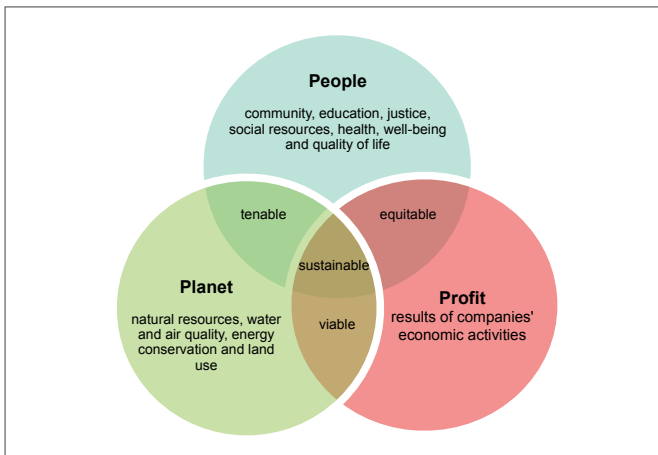 People
community, education, justice,
social resources, health, well-being
and quality of life
tenable
equitable
sustainable
Planet
natural resources, water
and air quality, energy
conservation and land
use
viable
Profit
results of companies'
economic activities